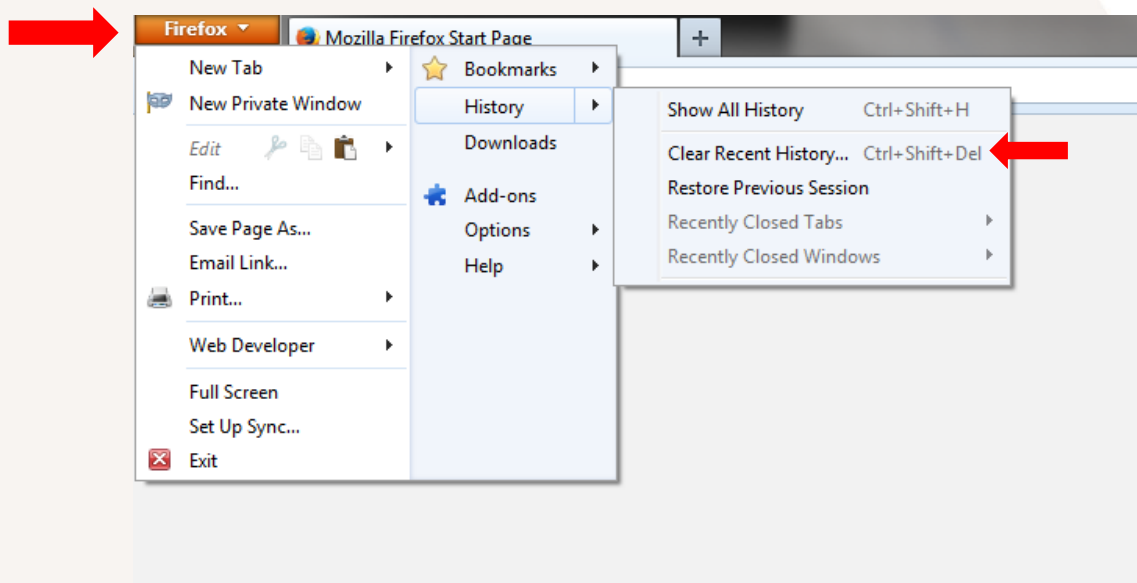 Firefox
Mozilla Firefox Start Page
+
New Tab
New Private Window
Edit
Find...
Save Page As...
Email Link...
Print...
Web Developer
Full Screen
Set Up Sync...
Exit
Bookmarks
History
Downloads
Add-ons
Options
Help
Show All History Ctrl+Shift+H
Clear Recent History... Ctrl+Shift+Del
Restore Previous Session
Recently Closed Tabs
Recently Closed Windows